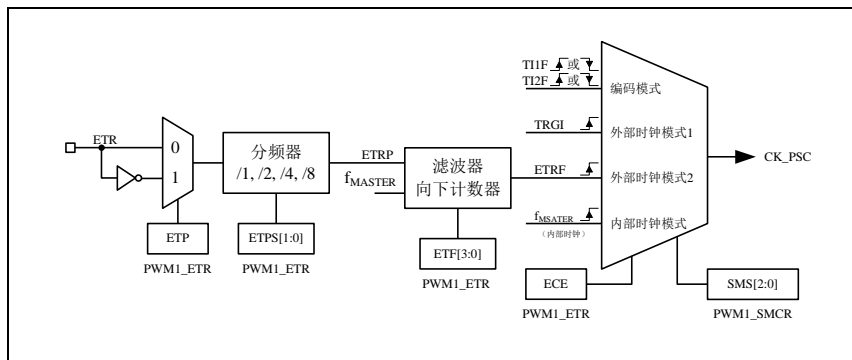 ETR
0
1
ETP
PWM1_ETR
分频器
/1, /2, /4, /8
ETPS[1:0]
PWM1_ETR
ETRP
fMASTER
滤波器
向下计数器
ETF[3:0]
PWM1_ETR
TI1F 或
TI2F 或
编码模式
TRGI
外部时钟模式1
ETRF
外部时钟模式2
fMSATER
（内部时钟）
内部时钟模式
CK_PSC
ECE
PWM1_ETR
SMS[2:0]
PWM1_SMCR